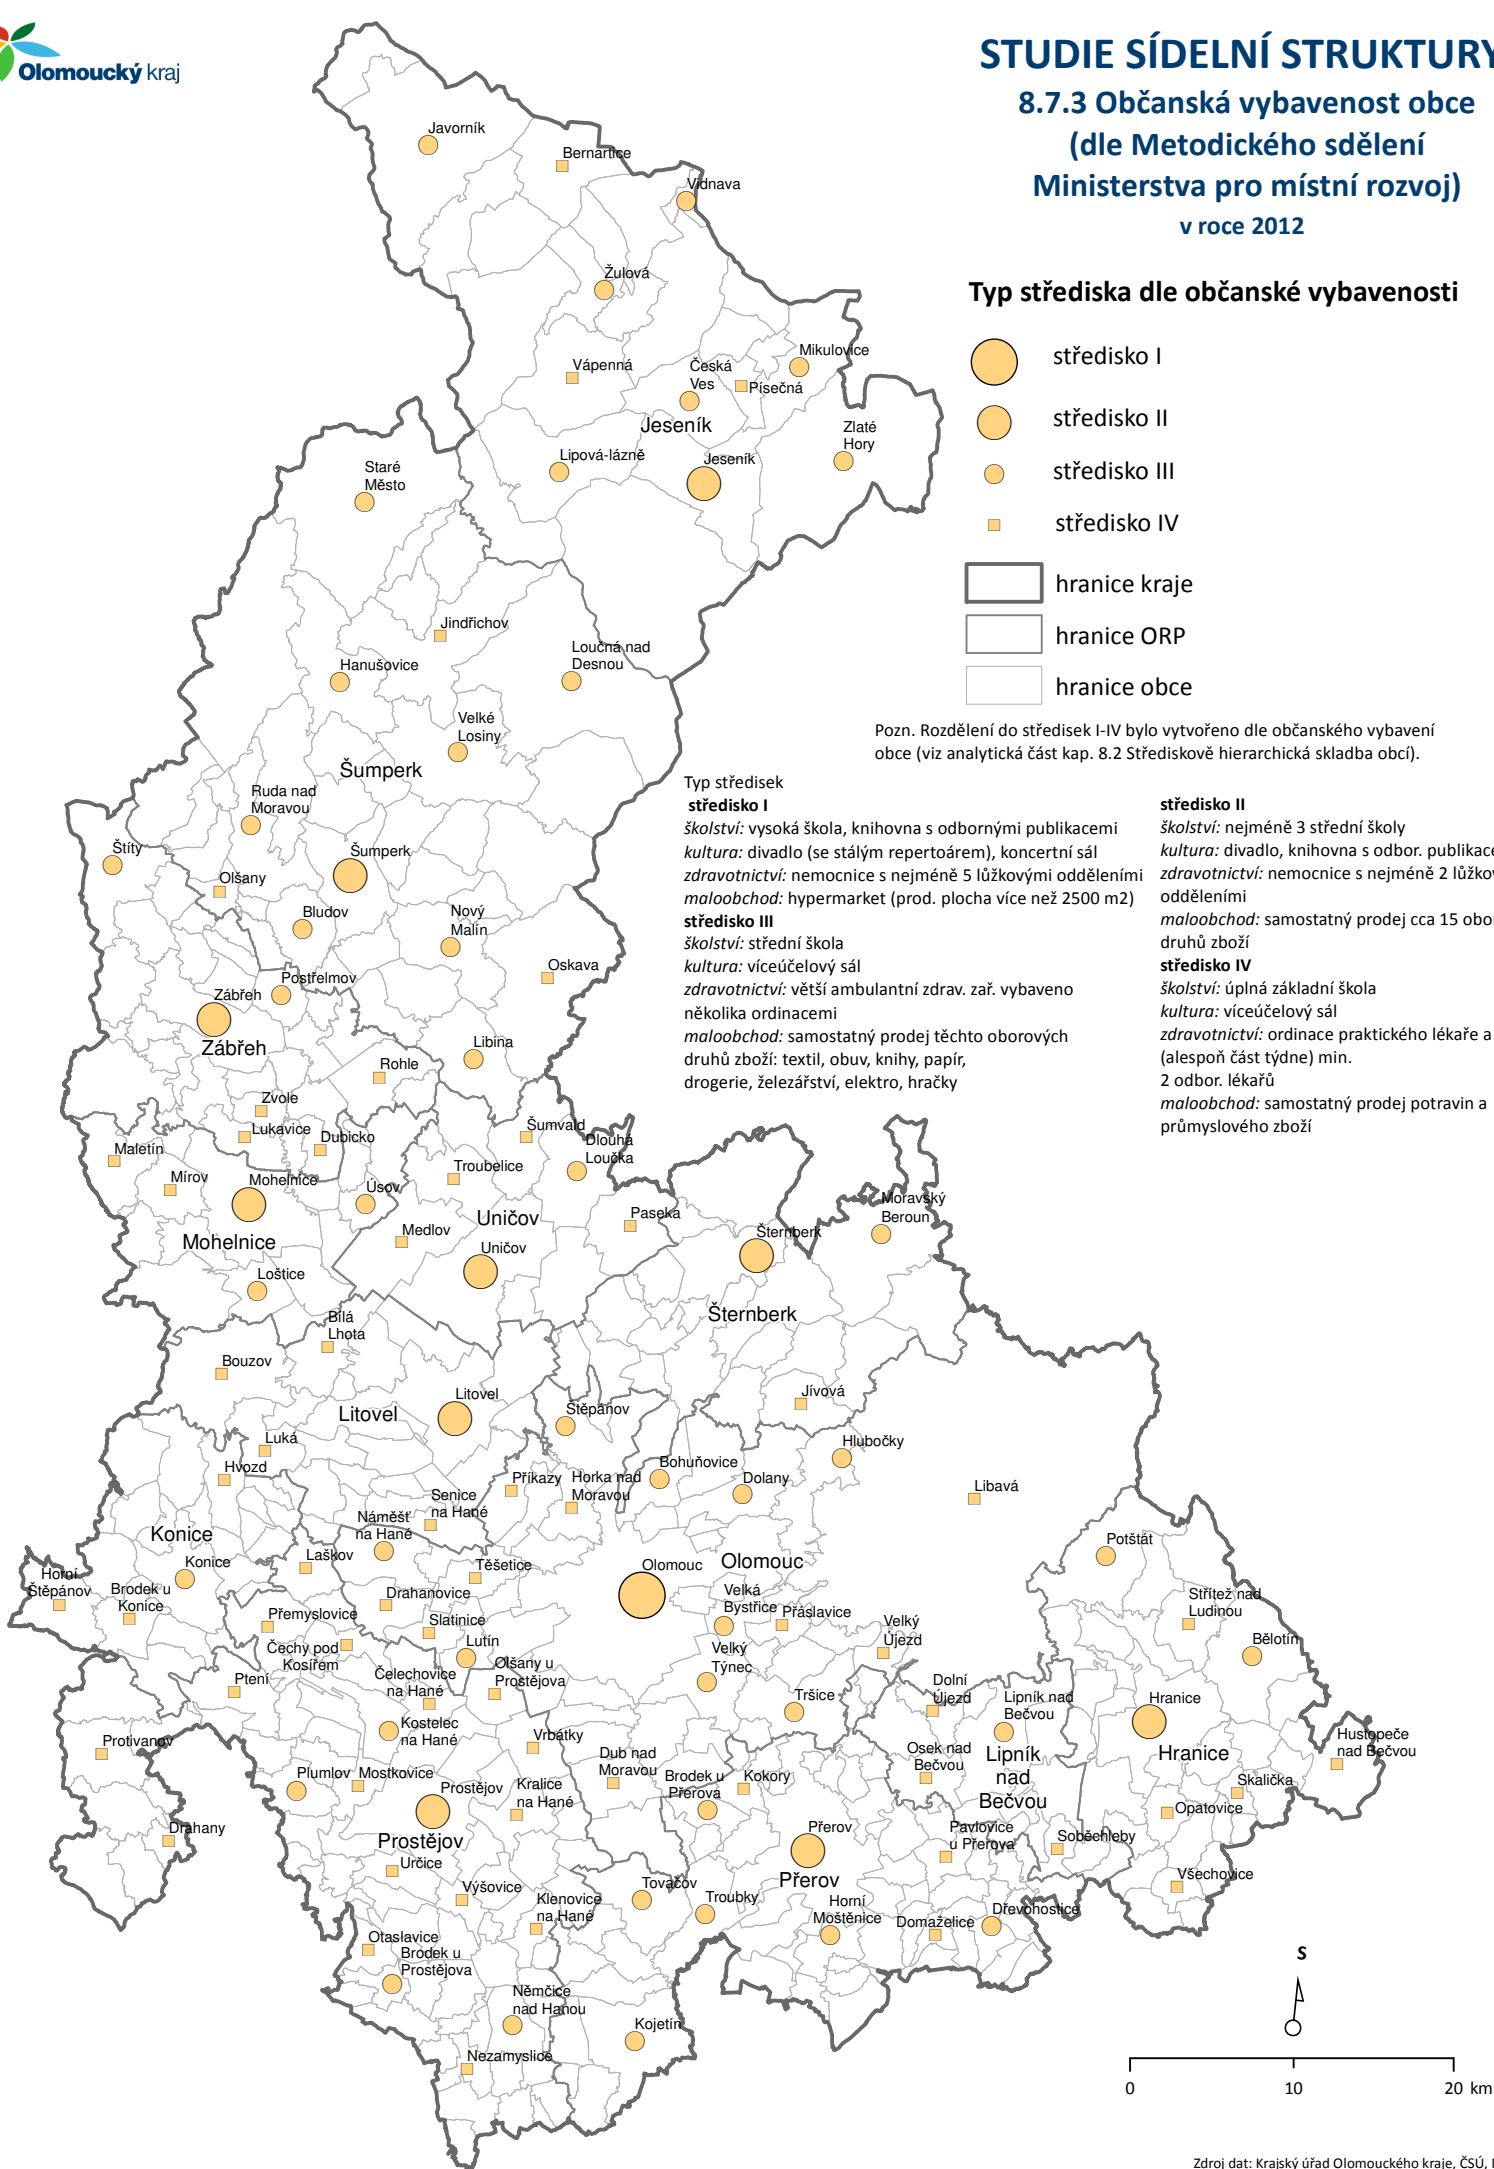 Olomoucký kraj
STUDIE SÍDELNÍ STRUKTURY
8.7.3 Občanská vybavenost obce
(dle Metodického sdělení
Ministerstva pro místní rozvoj)
v roce 2012
Typ střediska dle občanské vybavenosti
středisko I
středisko II
středisko III
středisko IV
hranice kraje
hranice ORP
hranice obce
Pozn. Rozdělení do středisek I-IV bylo vytvořeno dle občanského vybavení
obce (viz analytická část kap. 8.2 Střediskově hierarchická skladba obcí).
Typ středisek
středisko I
školství: vysoká škola, knihovna s odbornými publikacemi
kultura: divadlo (se stálým repertoárem), koncertní sál
zdravotnictví: nemocnice s nejméně 5 lůžkovými odděleními
maloobchod: hypermarket (prod. plocha více než 2500 m2)
středisko III
školství: střední škola
kultura: víceúčelový sál
zdravotnictví: větší ambulantní zdrav. zař. vybaveno
několika ordinacemi
maloobchod: samostatný prodej těchto oborových
druhů zboží: textil, obuv, knihy, papír,
drogerie, železářství, elektro, hračky
středisko II
školství: nejméně 3 střední školy
kultura: divadlo, knihovna s odbor.
zdravotnictví: nemocnice s nejméně 2
odděleními
maloobchod: samostatný prodej cca 15
druhů zboží
středisko IV
školství: úplná základní škola
kultura: víceúčelový sál
zdravotnictví: ordinace praktického lékaře a
(alespoň část týdne) min.
2 odbor. lékařů
maloobchod: samostatný prodej potravin a
průmyslového zboží
Javorník
Bernartice
Vidnava
Žulová
Vápenná
Česká
Ves
Mikulovice
Písečná
Jeseník
Zlaté
Hory
Lipová-lázně
Jeseník
Staré
Město
Jindřichov
Hanušovice
Loučná nad
Desnou
Velké
Losiny
Šumperk
Ruda nad
Moravou
Štíty
Šumperk
Olšany
Bludov
Nový
Malín
Oskava
Postřelmov
Zábřeh
Zábřeh
Libina
Rohle
Zvole
Lukavice
Dubicko
Šumvald
Dlouhá
Loučka
Maletín
Mírov
Mohelnice
Úsov
Troubelice
Mohelnice
Medlov
Uničov
Uničov
Paseka
Moravský
Beroun
Šternberk
Loštice
Šternberk
Bílá
Lhota
Bouzov
Litovel
Litovel
Štěpánov
Jívová
Luká
Hvozd
Hlubočky
Příkazy
Horka nad
Moravou
Bohuňovice
Dolany
Libavá
Senice
na Hané
Náměšť
na Hané
Konice
Konice
Laškov
Horní
Štěpánov
Brodek u
Konice
Těšetice
Olomouc
Olomouc
Potštát
Drahanovice
Velká
Bystřice
Přáslavice
Velký
Újezd
Střítež nad
Ludinou
Přemyslovice
Slatinice
Bělotín
Čechy pod
Kosířem
Lutín
Velký
Týnec
Ptení
Čelechovice
na Hané
Olšany u
Prostějova
Tršice
Dolní
Újezd
Lipník nad
Bečvou
Hranice
Protivanov
Kostelec
na Hané
Vrbátky
Dub nad
Moravou
Osek nad
Bečvou
Lipník
nad
Bečvou
Hranice
Hustopeče
nad Bečvou
Plumlov
Mostkovice
Prostějov
Kralice
na Hané
Brodek u
Přerova
Kokory
Skalička
Opatovice
Drahany
Prostějov
Přerov
Pavlovice
u Přerova
Soběchleby
Určice
Přerov
Všechovice
Výšovice
Klenovice
na Hané
Tovačov
Troubky
Horní
Moštěnice
Domaželice
Dřevohostice
Otaslavice
Brodek u
Prostějova
Němčice
nad Hanou
Kojetín
Nezamyslice
S
0
10
20 km
Zdroj dat: Krajský úřad Olomouckého kraje, ČSÚ,